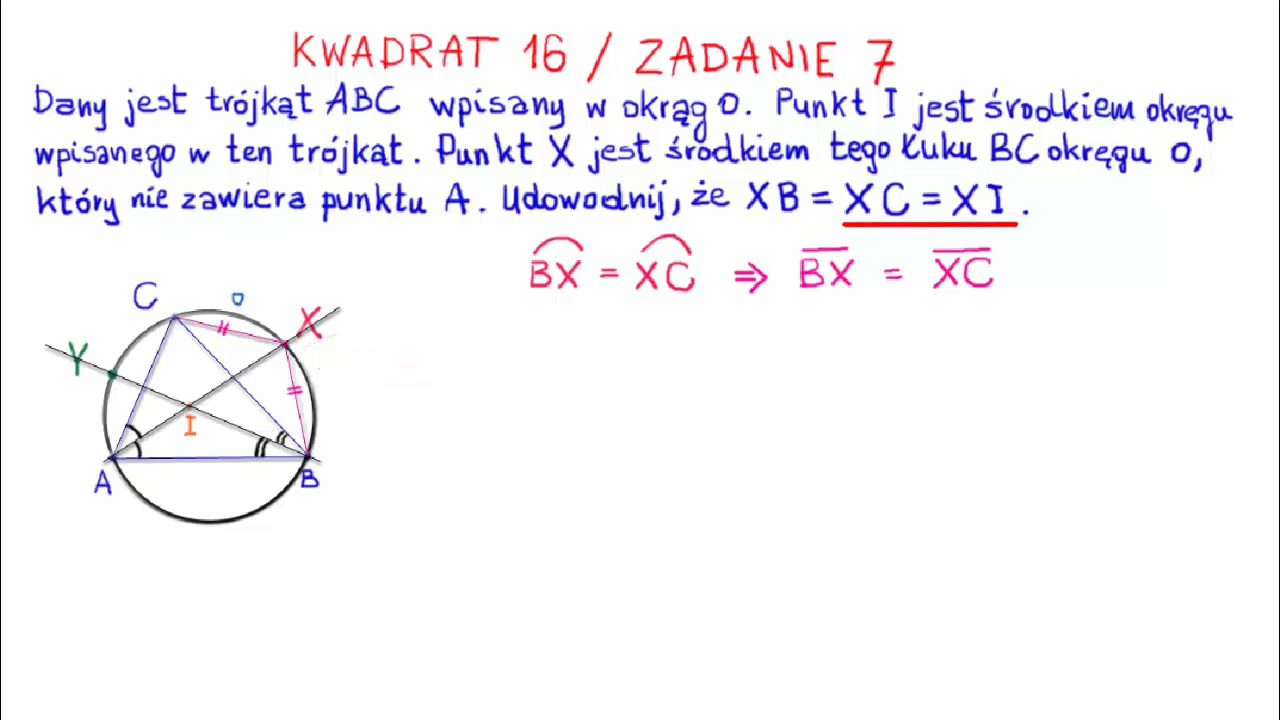 KWADRAT 16 / ZADANIE 7
Dany jest trójkąt ABC wpisany w okrąg O. Punkt I jest środkiem okręgu
wpisanego w ten trójkąt. Punkt X jest środkiem tego łuku BC okręgu O,
który nie zawiera punktu A. Udowodnij, że XB = XC = XI.
BX = XC ⇒ BX = XC
C O X
Y
I
A B